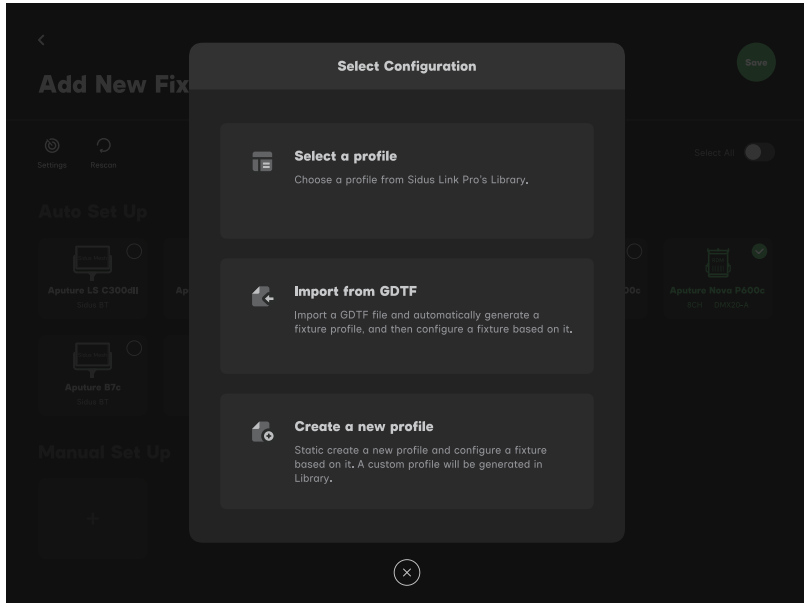 Select Configuration
Save
Add New Fix
Settings
Rescan
Select All
Select a profile
Choose a profile from Sidus Link Pro's Library.
Auto Set Up
Aputure LS C300dII
Sidus BT
Ap
00c
Aputure Nova P600c
8CH
Import from GDTF
Import a GDTF file and automatically generate a
fixture profile, and then configure a fixture based on it.
Aputure B7c
Sidus BT
Create a new profile
Static create a new profile and configure a fixture
based on it. A custom profile will be generated in
Library.
Manual Set Up